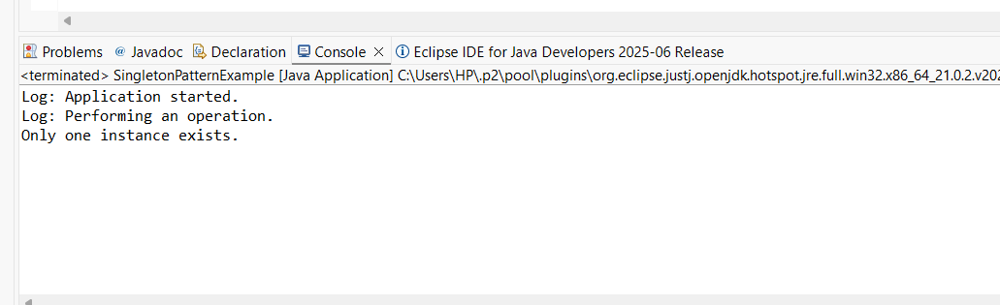 Problems @ Javadoc Declaration Console Eclipse IDE for Java Developers 2025-06 Release
<terminated> SingletonPatternExample [Java Application] C:\Users\HP\.p2\pool\plugins\org.eclipse.justj.openjdk.hotspot.jre.full.win32.x86_64_21.0.2.v202
Log: Application started.
Log: Performing an operation.
Only one instance exists.